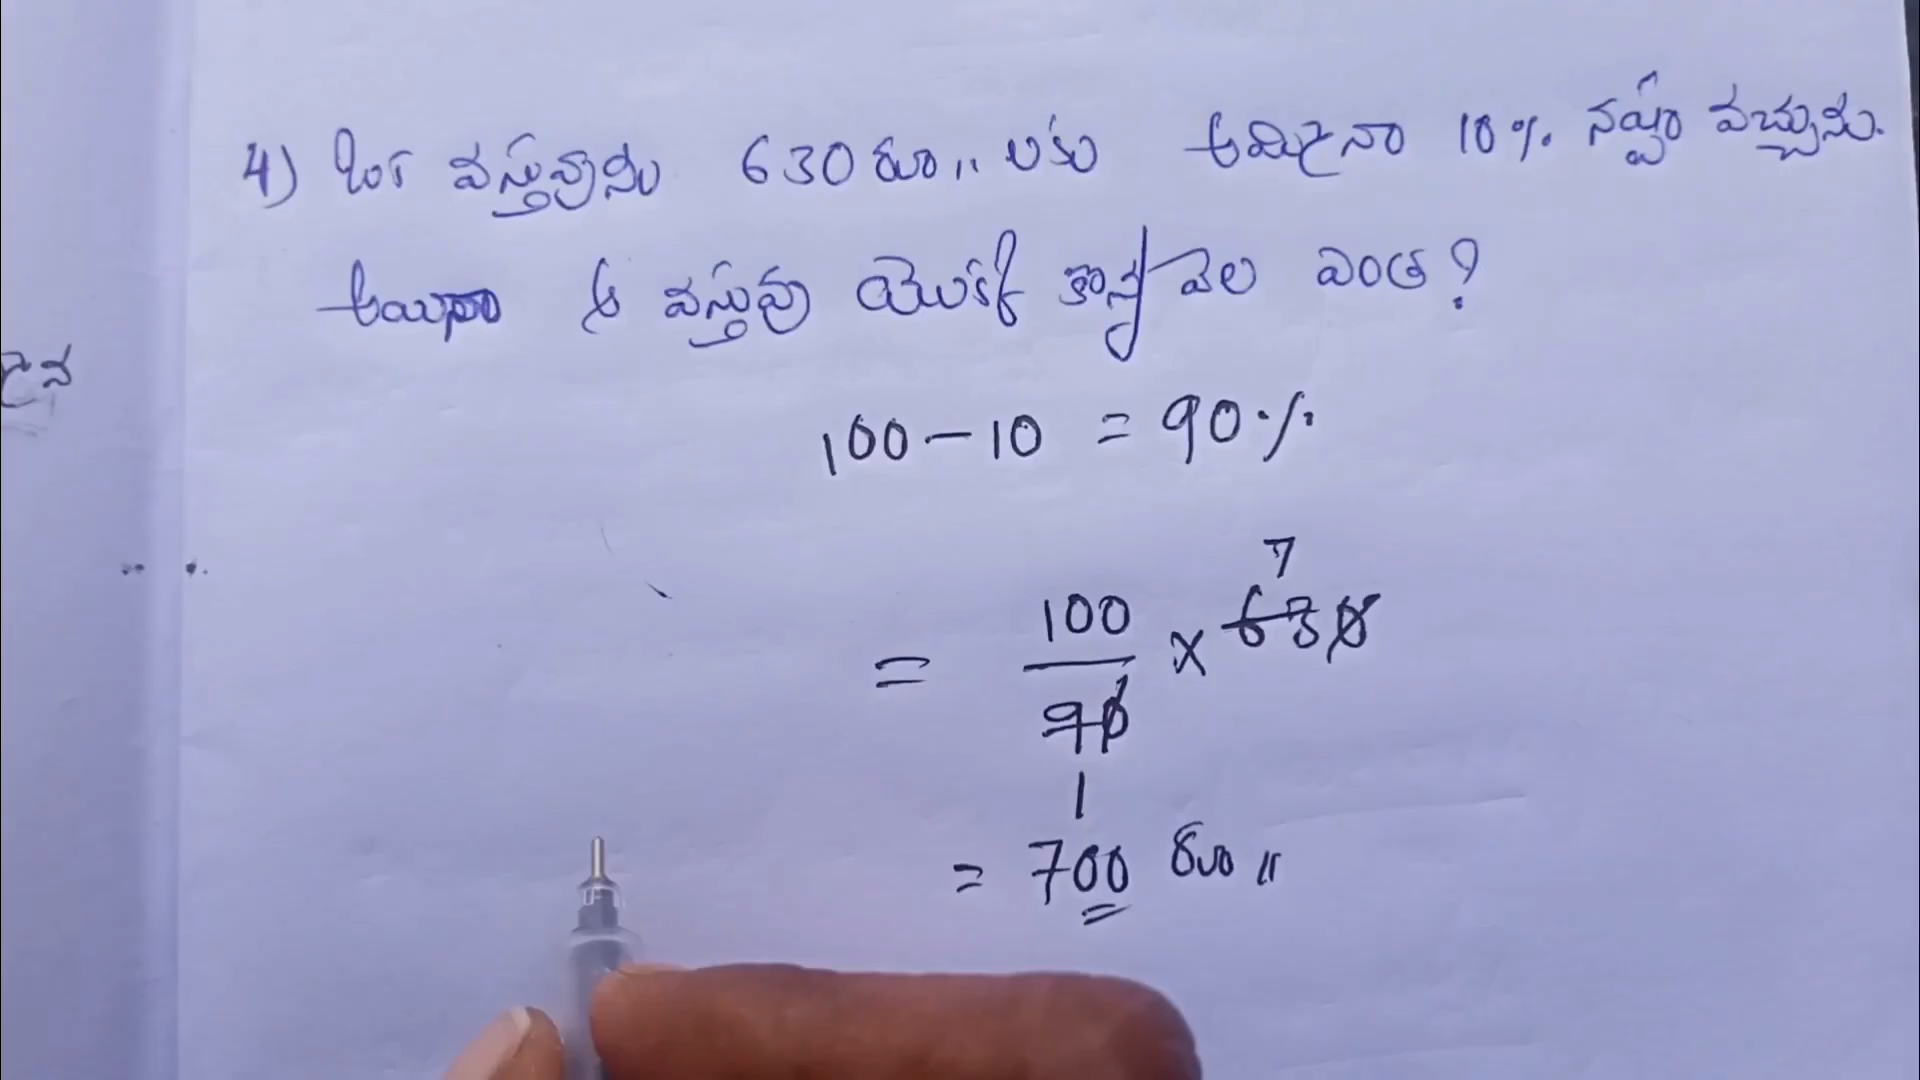 4) ఒక వస్తువును 630 రూ,, లకు అమ్మినా 10% నష్టం వచ్చును.
అయినా ఆ వస్తువు యొక్క కొన్న వెల ఎంత?
100 - 10 = 90%
7
= 100/90 × 630
1
= 700 రూ ॥